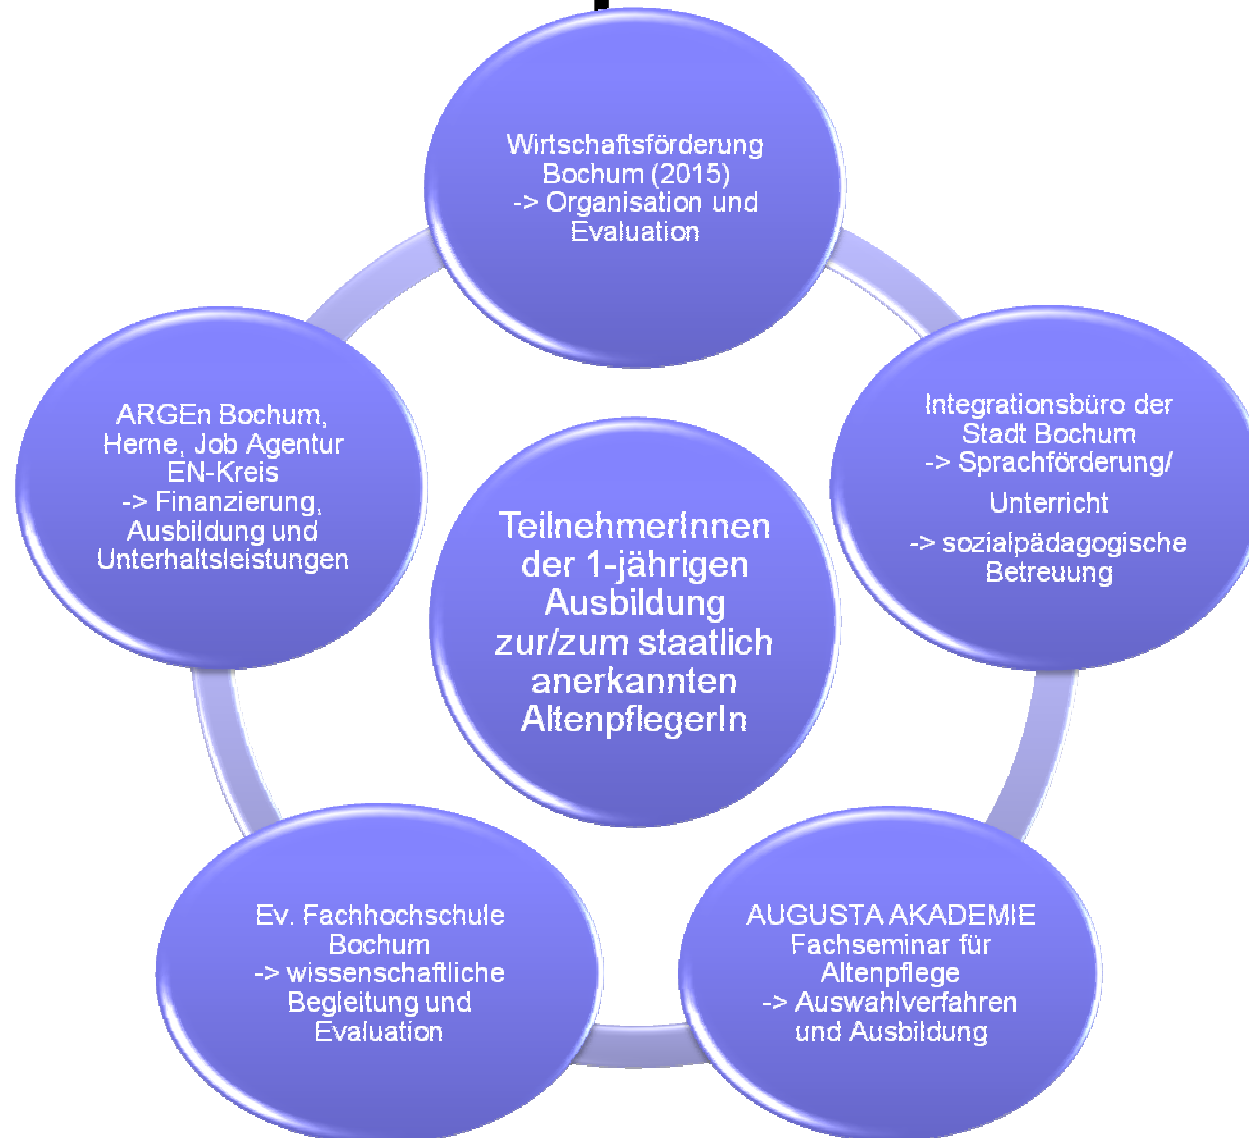 Wirtschaftsförderung
Bochum (2015)
-> Organisation und
Evaluation
Integrationsbüro der
Stadt Bochum
-> Sprachförderung/
Unterricht
-> sozialpädagogische
Betreuung
AUGUSTA AKADEMIE
Fachseminar für
Altenpflege
-> Auswahlverfahren
und Ausbildung
Ev. Fachhochschule
Bochum
-> wissenschaftliche
Begleitung und
Evaluation
ARGEn Bochum,
Herne, Job Agentur
EN-Kreis
-> Finanzierung,
Ausbildung und
Unterhaltsleistungen
TeilnehmerInnen
der 1-jährigen
Ausbildung
zur/zum staatlich
anerkannten
AltenpflegerIn